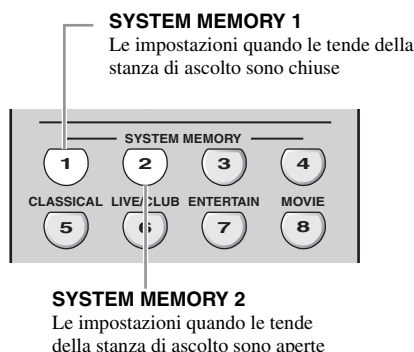 SYSTEM MEMORY 1
Le impostazioni quando le tende della
stanza di ascolto sono chiuse
SYSTEM MEMORY
1 2 3 4
CLASSICAL LIVE/CLUB ENTERTAIN MOVIE
5 6 7 8
SYSTEM MEMORY 2
Le impostazioni quando le tende
della stanza di ascolto sono aperte